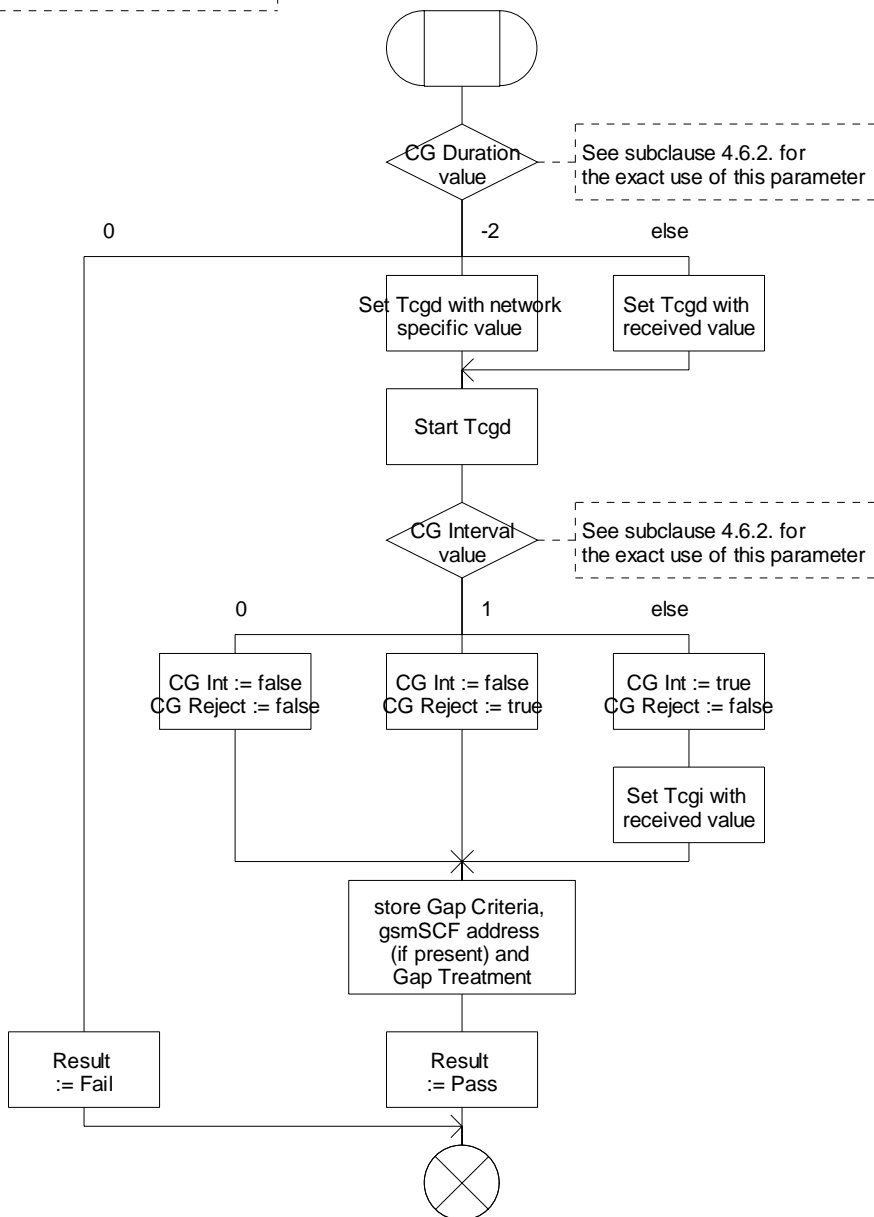 CG Duration
value
See subclause 4.6.2. for
the exact use of this parameter
0
-2
else
Set Tcgd with network
specific value
Set Tcgd with
received value
Start Tcgd
CG Interval
value
See subclause 4.6.2. for
the exact use of this parameter
0
1
else
CG Int := false
CG Reject := false
CG Int := false
CG Reject := true
CG Int := true
CG Reject := false
Set Tcgi with
received value
store Gap Criteria,
gsmSCF address
(if present) and
Gap Treatment
Result
:= Fail
Result
:= Pass